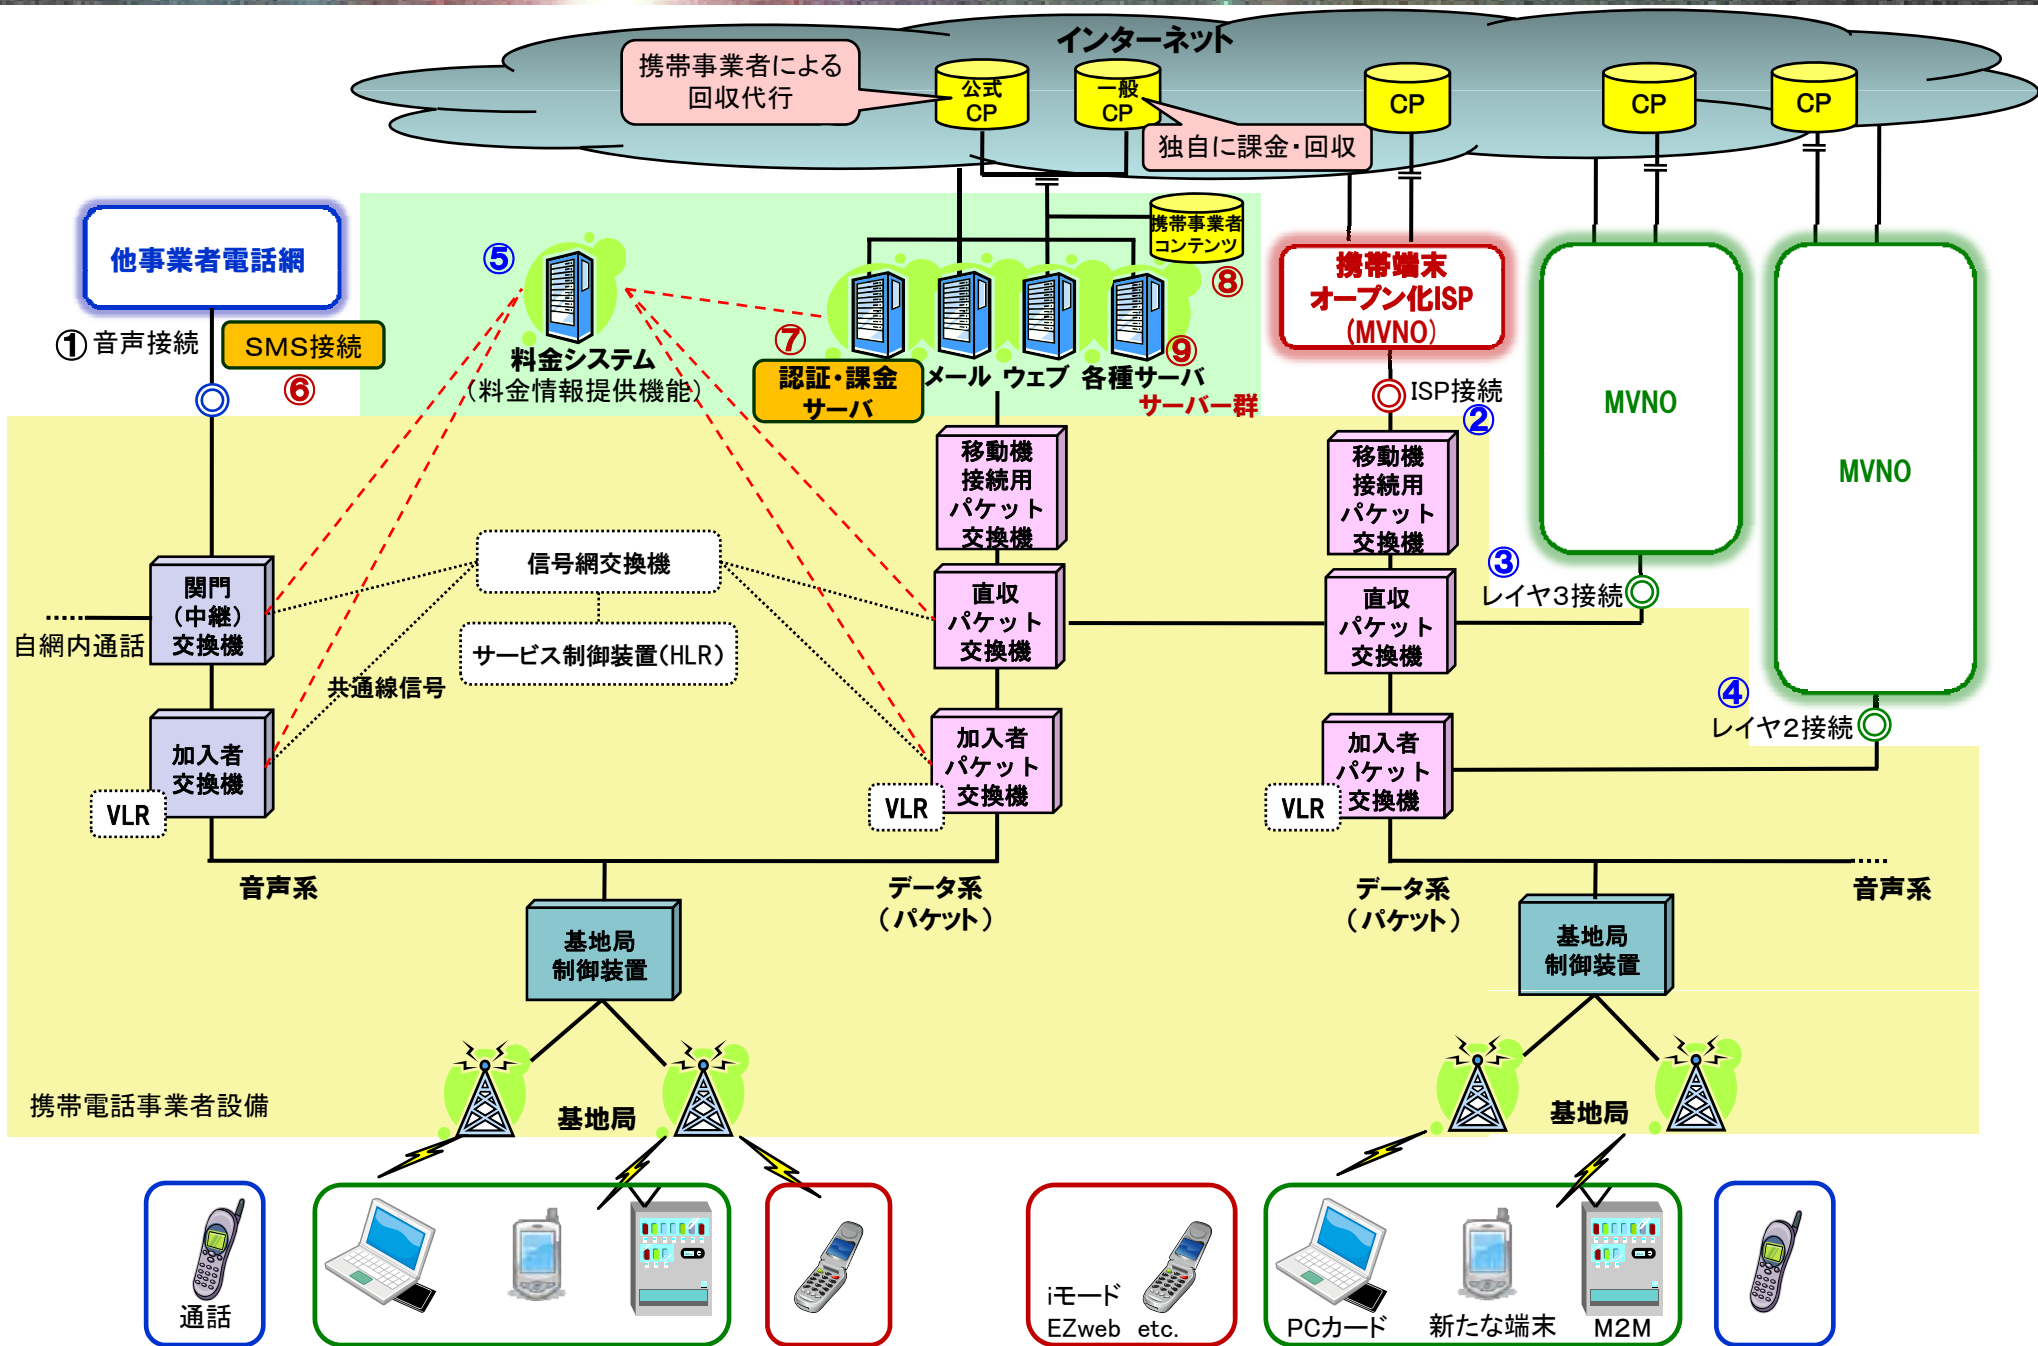 インターネット
携帯事業者による
回収代行
公式
CP
一般
CP
独自に課金・回収
CP
CP
CP
他事業者電話網
①音声接続
SMS接続
⑥
⑤
料金システム
(料金情報提供機能)
携帯事業者
コンテンツ
⑧
⑦
認証・課金
サーバ
メール ウェブ 各種サーバ
⑨
サーバー群
携帯端末
オープン化ISP
(MVNO)
ISP接続
②
MVNO
MVNO
移動機
接続用
パケット
交換機
移動機
接続用
パケット
交換機
③
レイヤ3接続
関門
(中継)
交換機
自網内通話
信号網交換機
サービス制御装置(HLR)
共通線信号
直収
パケット
交換機
直収
パケット
交換機
④
レイヤ2接続
加入者
交換機
VLR
加入者
パケット
交換機
VLR
加入者
パケット
交換機
VLR
音声系
データ系
(パケット)
データ系
(パケット)
音声系
基地局
制御装置
基地局
制御装置
携帯電話事業者設備
基地局
基地局
通話
iモード
EZweb etc.
PCカード
新たな端末
M2M